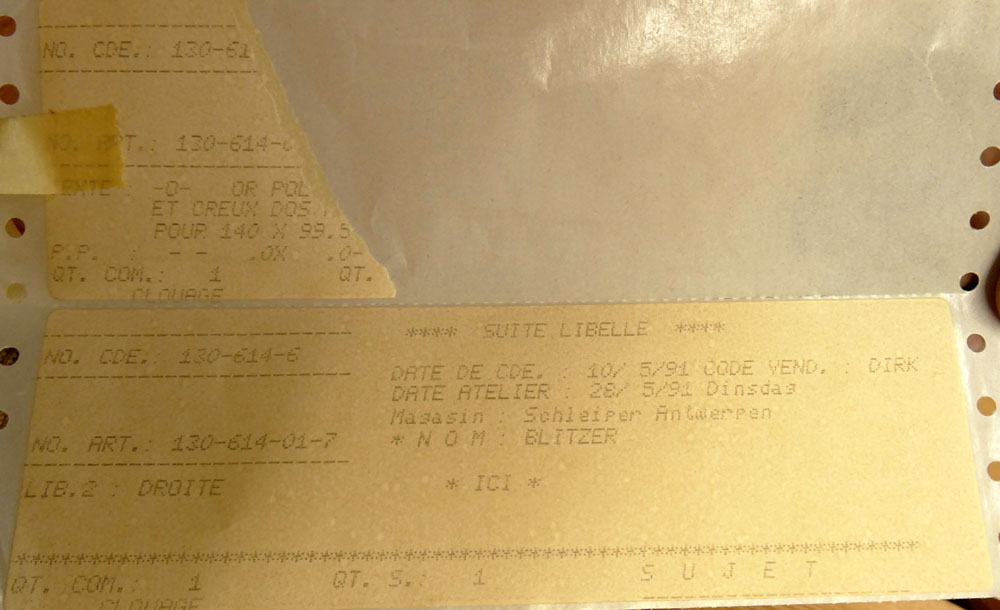 NO. CDE.: 130-61
NO. ART.: 130-614-
TEXTE : -0- OR POL
ET CREUX DOS
POUR 140 X 99.5
P.P. : - - .0X .0-
QT. COM.: 1 QT.
CLOUAGE
**** SUITE LIBELLE ****
NO. CDE.: 130-614-6
DATE DE CDE. : 10/ 5/91 CODE VEND. : DIRK
DATE ATELIER : 28/ 5/91 Dinsdag
Magasin : Schleiper Antwerpen
NO. ART.: 130-614-01-7
* N O M : BLITZER
LIB.2 : DROITE
* ICI *
QT. COM.: 1 QT. S.: 1 S U J E T
CLOUAGE